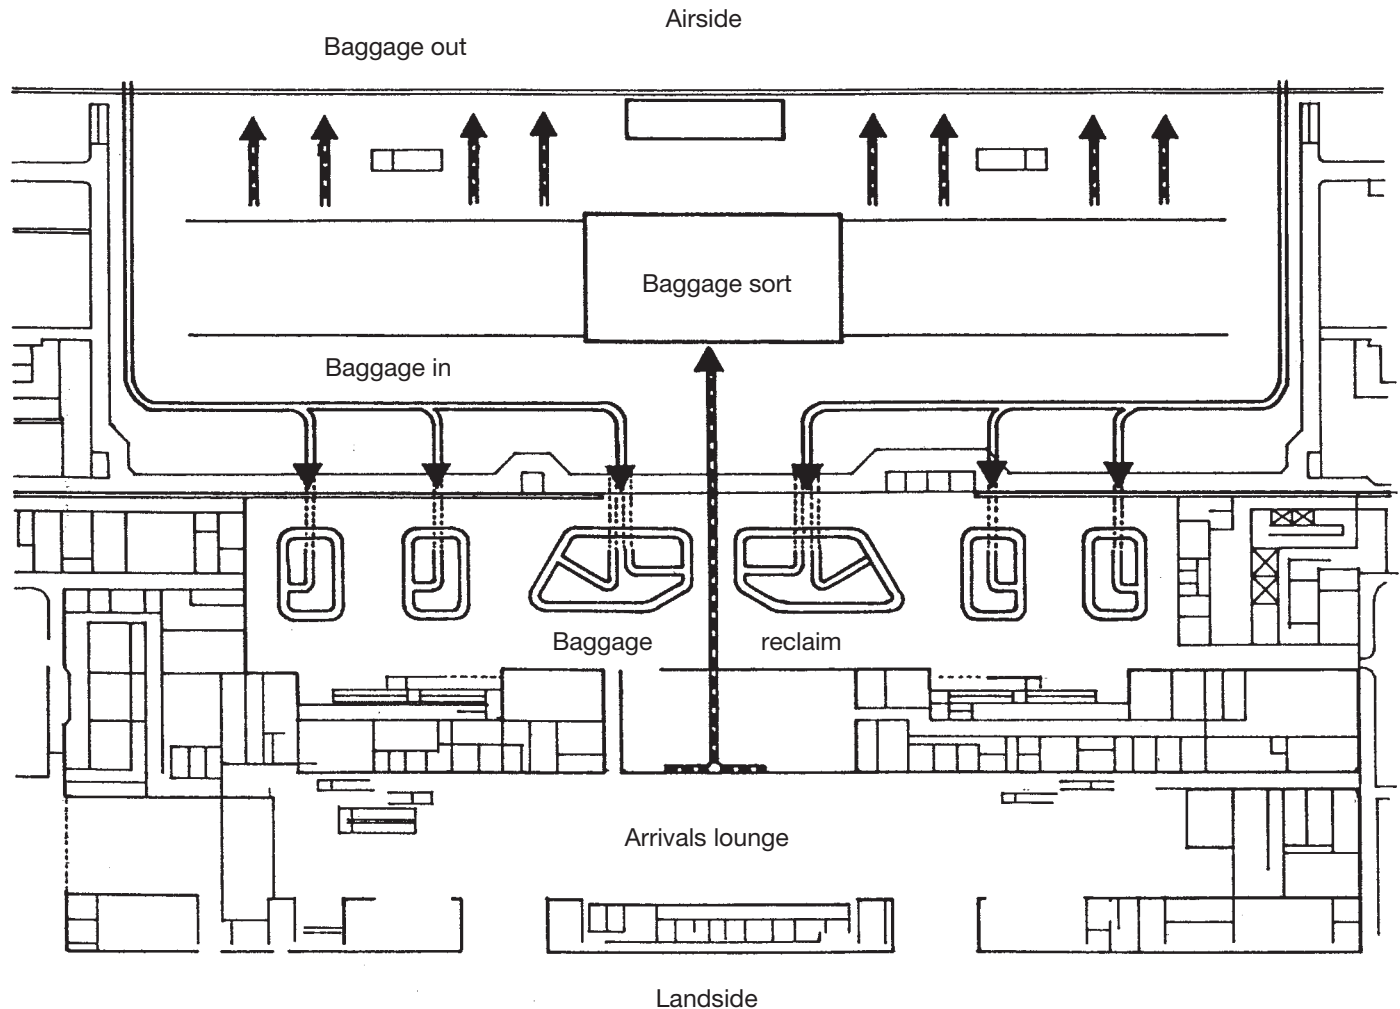 Airside
Baggage out
Baggage sort
Baggage in
Baggage reclaim
Arrivals lounge
Landside